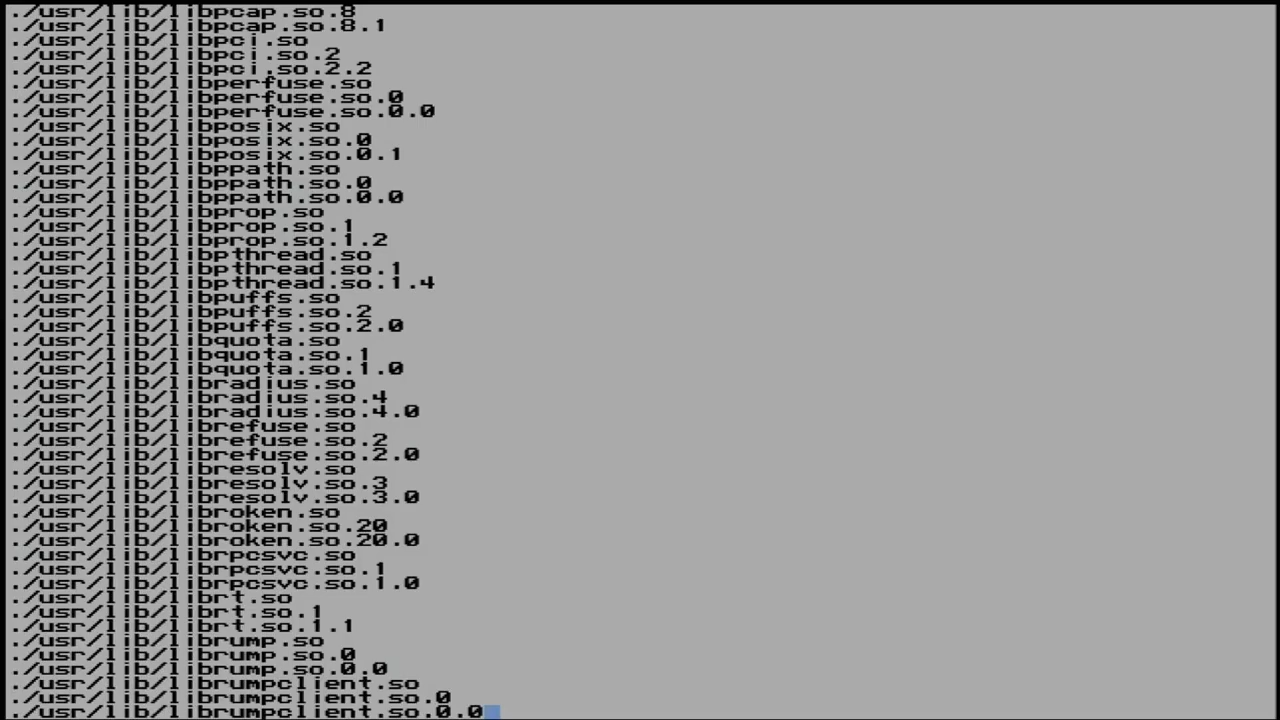 ./usr/lib/libpcap.so.8
./usr/lib/libpcap.so.8.1
./usr/lib/libpci.so
./usr/lib/libpci.so.2
./usr/lib/libpci.so.2.2
./usr/lib/libperfuse.so
./usr/lib/libperfuse.so.0
./usr/lib/libperfuse.so.0.0
./usr/lib/libposix.so
./usr/lib/libposix.so.0
./usr/lib/libposix.so.0.1
./usr/lib/libppath.so
./usr/lib/libppath.so.0
./usr/lib/libppath.so.0.0
./usr/lib/libprop.so
./usr/lib/libprop.so.1
./usr/lib/libprop.so.1.2
./usr/lib/libpthread.so
./usr/lib/libpthread.so.1
./usr/lib/libpthread.so.1.4
./usr/lib/libpuffs.so
./usr/lib/libpuffs.so.2
./usr/lib/libpuffs.so.2.0
./usr/lib/libquota.so
./usr/lib/libquota.so.1
./usr/lib/libquota.so.1.0
./usr/lib/libradius.so
./usr/lib/libradius.so.4
./usr/lib/libradius.so.4.0
./usr/lib/librefuse.so
./usr/lib/librefuse.so.2
./usr/lib/librefuse.so.2.0
./usr/lib/libresolv.so
./usr/lib/libresolv.so.3
./usr/lib/libresolv.so.3.0
./usr/lib/libroken.so
./usr/lib/libroken.so.20
./usr/lib/libroken.so.20.0
./usr/lib/librpcsvc.so
./usr/lib/librpcsvc.so.1
./usr/lib/librpcsvc.so.1.0
./usr/lib/librt.so
./usr/lib/librt.so.1
./usr/lib/librt.so.1.1
./usr/lib/librump.so
./usr/lib/librump.so.0
./usr/lib/librump.so.0.0
./usr/lib/librumpclient.so
./usr/lib/librumpclient.so.0
./usr/lib/librumpclient.so.0.0